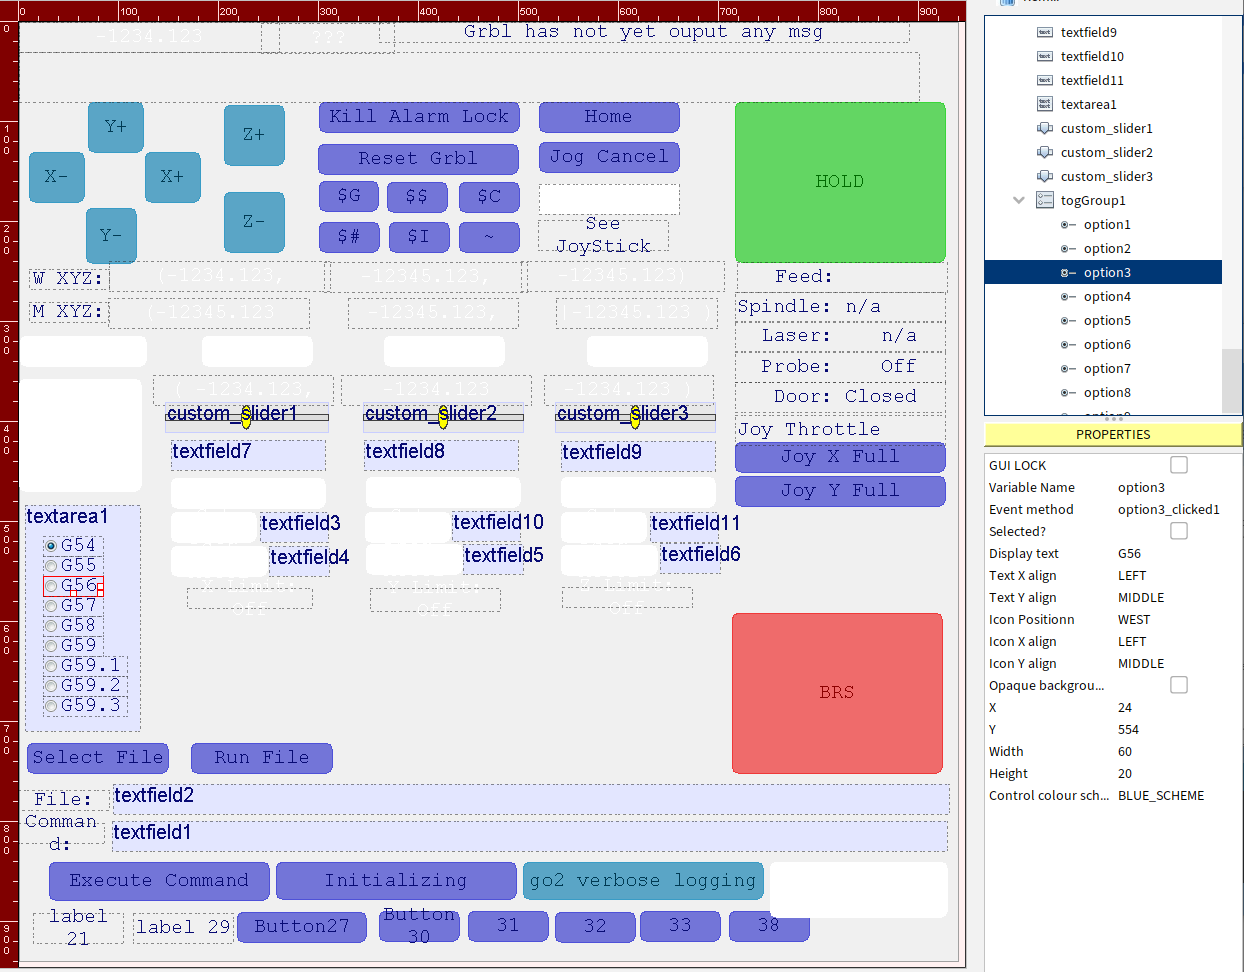 0 100 200 300 400 500 600 700 800 900
-1234.123 ??? Grbl has not yet ouput any msg
Y+ Z+ Kill Alarm Lock Home
X- X+ Reset Grbl Jog Cancel
HOLD
$G $$ $C
Y- Z- $# $I ~ See
JoyStick
W XYZ: (-1234.123, -12345.123, -12345.123) Feed:
M XYZ: (-12345.123 -12345.123, (-12345.123 ) Spindle: n/a
Laser: n/a
Probe: Off
( -1234.123, -1234.123 -1234.123 ) Door: Closed
custom_slider1 custom_slider2 custom_slider3
Joy Throttle
textfield7 textfield8 textfield9 Joy X Full
Joy Y Full
textarea1 textfield3 textfield10 textfield11
G54 textfield4 textfield5 textfield6
G55
G56
G57
G58
G59
G59.1
G59.2
G59.3
BRS
Select File Run File
File: textfield2
Comman
d: textfield1
Execute Command Initializing go2 verbose logging
label
21 label 29 Button27 Button
30 31 32 33 38
textfield9
textfield10
textfield11
textarea1
custom_slider1
custom_slider2
custom_slider3
togGroup1
option1
option2
option3
option4
option5
option6
option7
option8
PROPERTIES
GUI LOCK
Variable Name option3
Event method option3_clicked1
Selected?
Display text G56
Text X align LEFT
Text Y align MIDDLE
Icon Positionn WEST
Icon X align LEFT
Icon Y align MIDDLE
Opaque backgrou...
X 24
Y 554
Width 60
Height 20
Control colour sch... BLUE_SCHEME